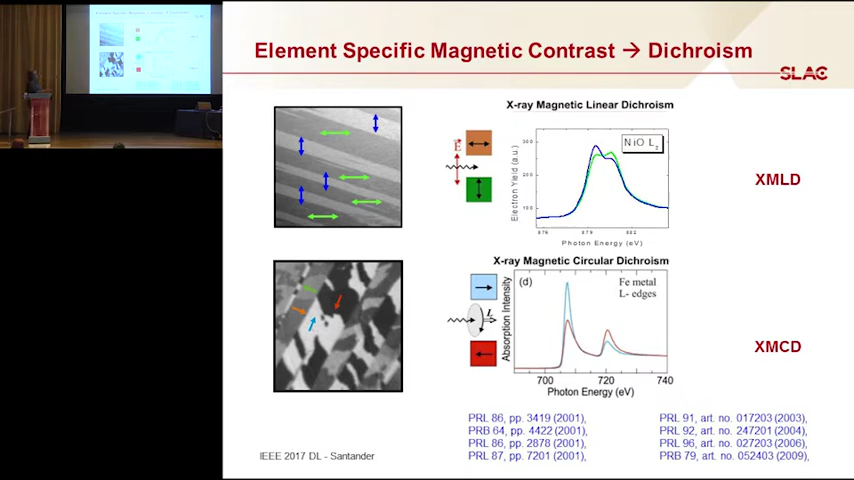 Element Specific Magnetic Contrast → Dichroism
SLAC
X-ray Magnetic Linear Dichroism
E
NiO L2
Electron Yield (a.u.)
876 879 882
Photon Energy (eV)
XMLD
X-ray Magnetic Circular Dichroism
(d)
Fe metal
L- edges
L
Absorption Intensity
700 720 740
Photon Energy (eV)
XMCD
PRL 86, pp. 3419 (2001),
PRB 64, pp. 4422 (2001),
PRL 86, pp. 2878 (2001),
PRL 87, pp. 7201 (2001),
PRL 91, art. no. 017203 (2003),
PRL 92, art. no. 247201 (2004),
PRL 96, art. no. 027203 (2006),
PRB 79, art. no. 052403 (2009),
IEEE 2017 DL - Santander